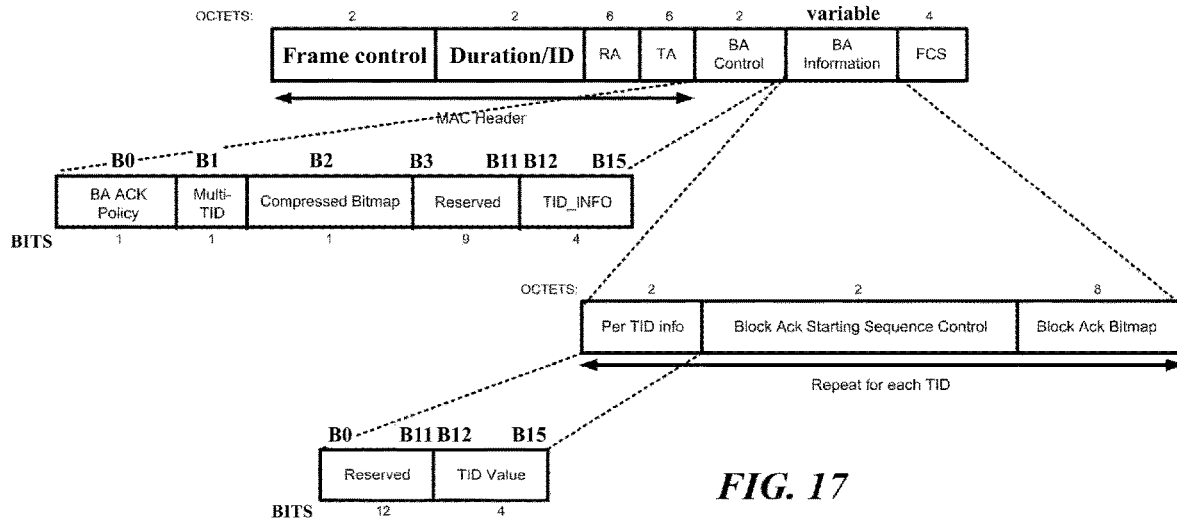 OCTETS: 2 2 6 6 2 variable 4
Frame control Duration/ID RA TA BA Control BA Information FCS
MAC Header
B0 B1 B2 B3 B11 B12 B15
BA ACK Policy Multi-TID Compressed Bitmap Reserved TID_INFO
BITS 1 1 1 9 4
OCTETS: 2 2 8
Per TID info Block Ack Starting Sequence Control Block Ack Bitmap
Repeat for each TID
B0 B11 B12 B15
Reserved TID Value
BITS 12 4
FIG. 17